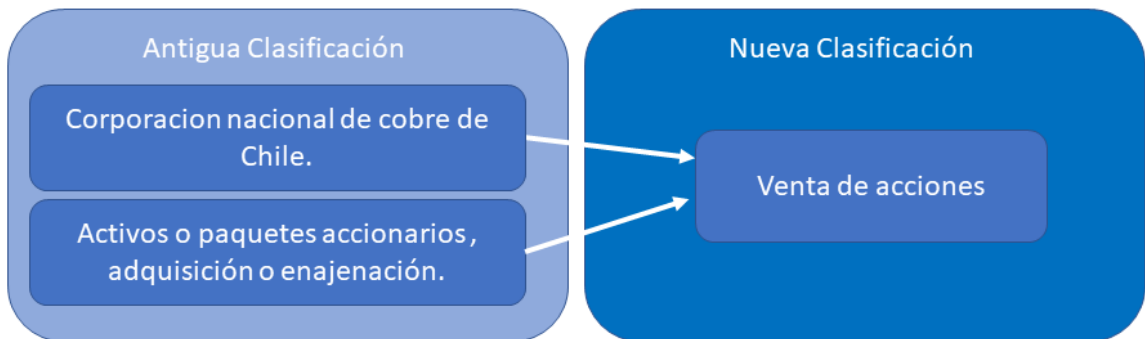 Antigua Clasificación
Corporacion nacional de cobre de
Chile.
Activos o paquetes accionarios ,
adquisición o enajenación.
Nueva Clasificación
Venta de acciones